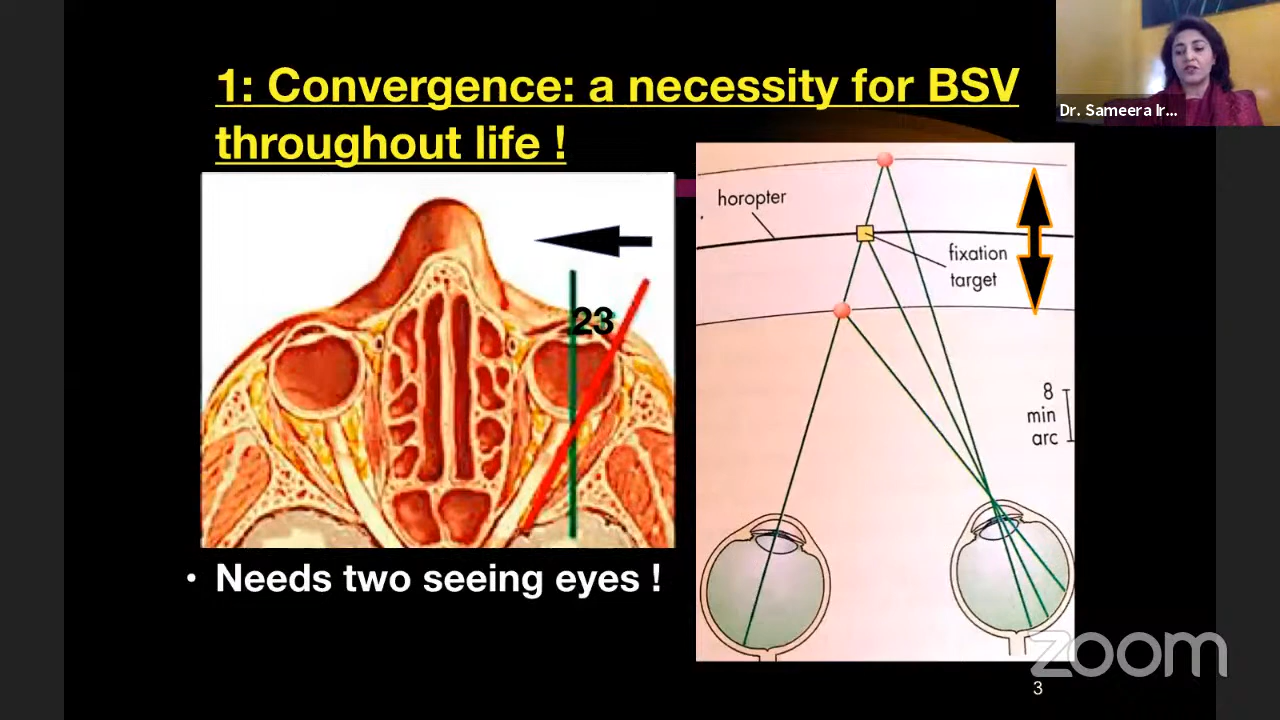 1: Convergence: a necessity for BSV
throughout life !
Dr. Sameera Ir...
horopter
fixation
target
23
8
min
arc
• Needs two seeing eyes !
zoom
3